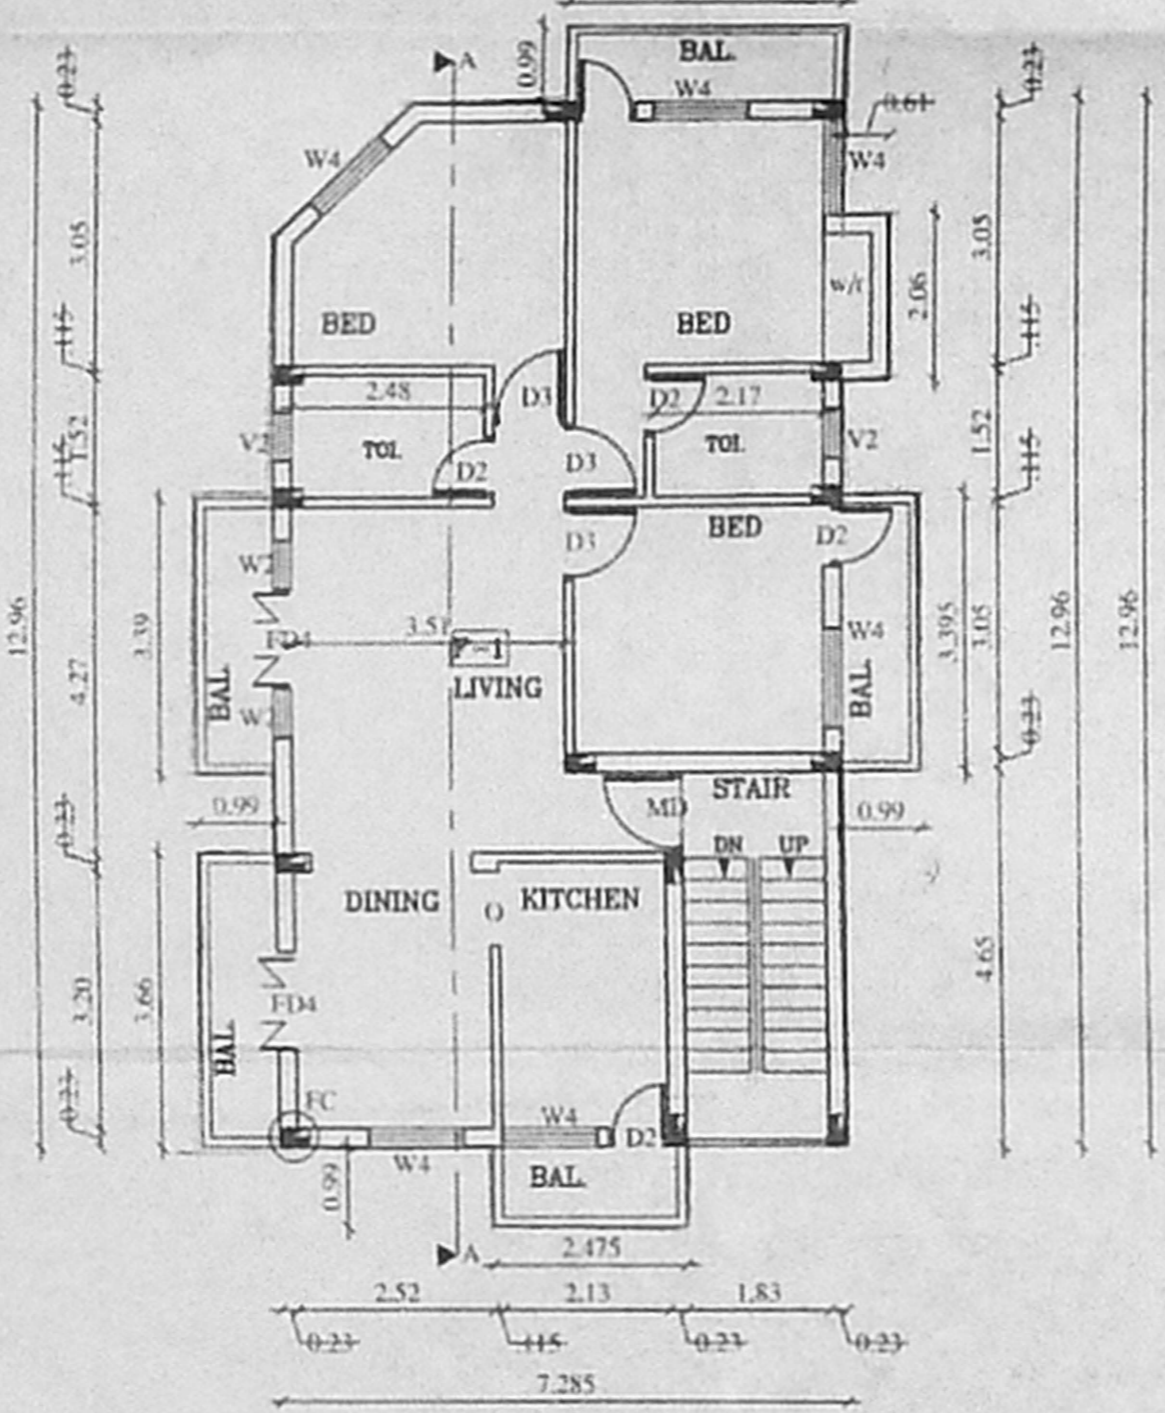 A
0.99
BAL.
0.23
W4
0.23
0.61
W4
W4
3.05
3.05
w/r
2.06
BED
BED
.115
.115
2.48
D3
D2
2.17
1.52
1.52
V2
TOI.
D2
D3
TOI.
V2
.115
.115
BED
D3
D2
W2
FD4
3.51
LIVING
W4
12.96
3.39
4.27
BAL.
W2
BAL.
3.395
3.05
12.96
12.96
0.23
STAIR
0.99
MD
0.99
0.23
DN
UP
DINING
O
KITCHEN
4.65
3.66
3.20
FD4
BAL.
0.23
FC
W4
D2
W4
0.99
BAL.
A
2.475
2.52
2.13
1.83
0.23
.115
0.23
0.23
7.285